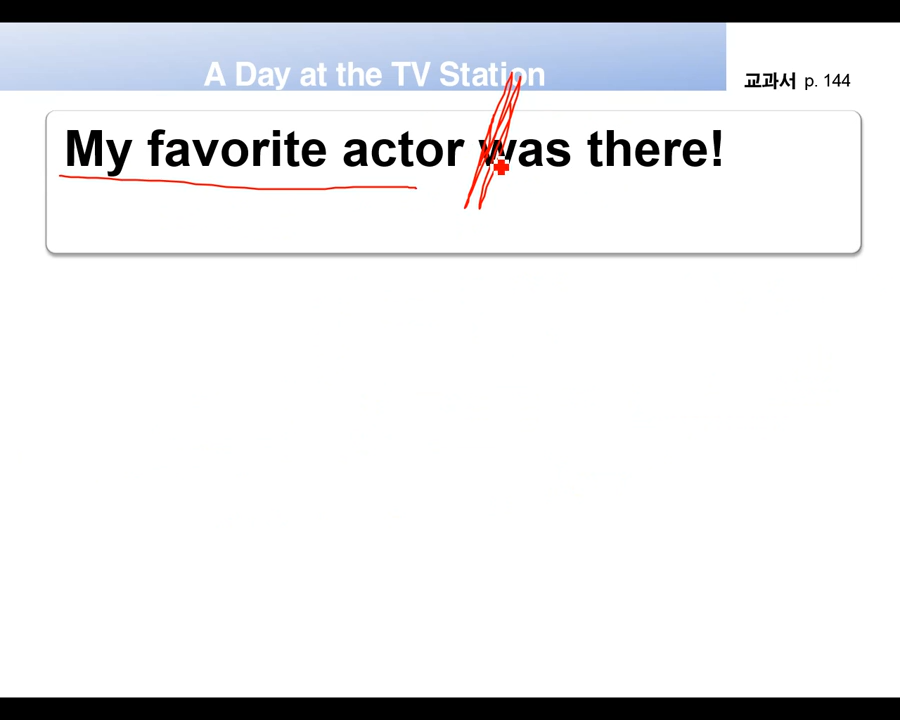 A Day at the TV Station
교과서 p. 144
My favorite actor was there!